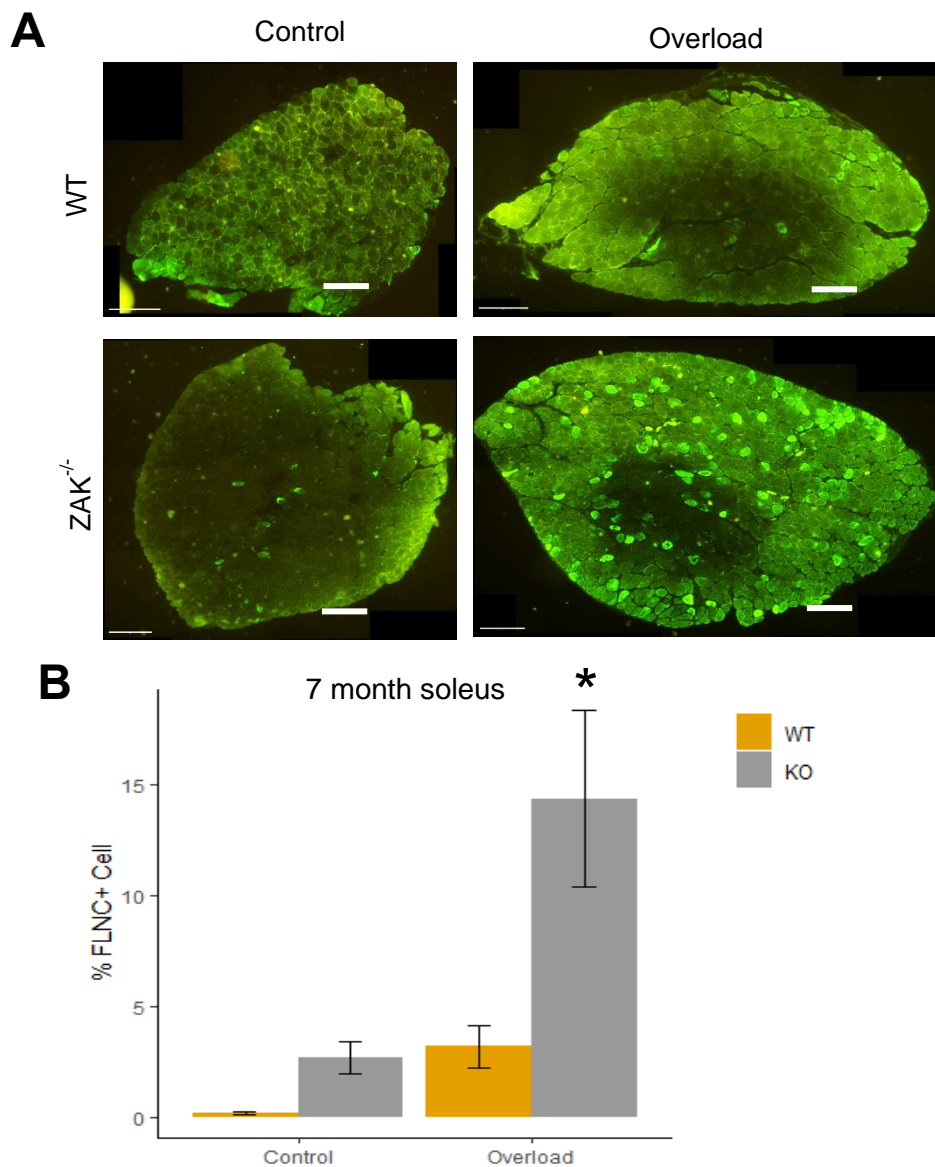 A
Control
Overload
WT
ZAK-/-
B
7 month soleus
*
WT
KO
% FLNC+ Cell
15
10
5
0
Control
Overload